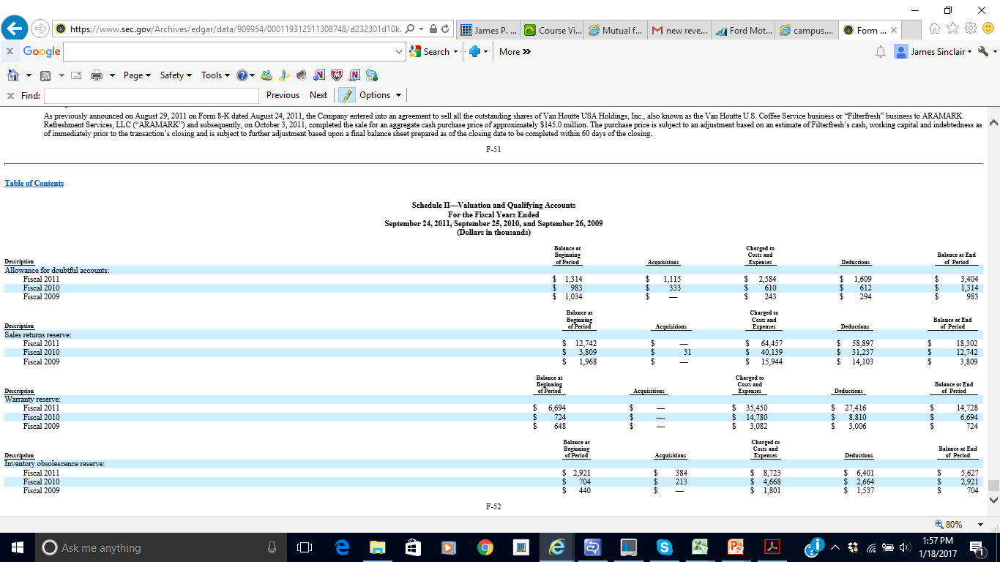 https://www.sec.gov/Archives/edgar/data/909954/000119312511308748/d232301d10k.
James P. ...
Course Vi...
Mutual f...
new reve...
Ford Mot...
campus....
Form ...
x Google Search More »
James Sinclair
Page Safety Tools
x Find: Previous Next Options
As previously announced on August 29, 2011 on Form 8-K dated August 24, 2011, the Company entered into an agreement to sell all the outstanding shares of Van Houtte USA Holdings, Inc., also known as the Van Houtte U.S. Coffee Service business or “Filterfresh” business to ARAMARK
Refreshment Services, LLC (“ARAMARK”) and subsequently, on October 3, 2011, completed the sale for an aggregate cash purchase price of approximately $145.0 million. The purchase price is subject to an adjustment based on an estimate of Filterfresh’s cash, working capital and indebtedness as
of immediately prior to the transaction’s closing and is subject to further adjustment based upon a final balance sheet prepared as of the closing date to be completed within 60 days of the closing.
F-51
Table of Contents
Schedule II—Valuation and Qualifying Accounts
For the Fiscal Years Ended
September 24, 2011, September 25, 2010, and September 26, 2009
(Dollars in thousands)
Description Balance at Beginning of Period Acquisitions Charged to Costs and Expenses Deductions Balance at End of Period
Allowance for doubtful accounts:
Fiscal 2011 $ 1,314 $ 1,115 $ 2,584 $ 1,609 $ 3,404
Fiscal 2010 $ 983 $ 333 $ 610 $ 612 $ 1,314
Fiscal 2009 $ 1,034 $ — $ 243 $ 294 $ 983
Description Balance at Beginning of Period Acquisitions Charged to Costs and Expenses Deductions Balance at End of Period
Sales returns reserve:
Fiscal 2011 $ 12,742 $ — $ 64,457 $ 58,897 $ 18,302
Fiscal 2010 $ 3,809 $ 31 $ 40,139 $ 31,237 $ 12,742
Fiscal 2009 $ 1,968 $ — $ 15,944 $ 14,103 $ 3,809
Description Balance at Beginning of Period Acquisitions Charged to Costs and Expenses Deductions Balance at End of Period
Warranty reserve:
Fiscal 2011 $ 6,694 $ — $ 35,450 $ 27,416 $ 14,728
Fiscal 2010 $ 724 $ — $ 14,780 $ 8,810 $ 6,694
Fiscal 2009 $ 648 $ — $ 3,082 $ 3,006 $ 724
Description Balance at Beginning of Period Acquisitions Charged to Costs and Expenses Deductions Balance at End of Period
Inventory obsolescence reserve:
Fiscal 2011 $ 2,921 $ 384 $ 8,723 $ 6,401 $ 5,627
Fiscal 2010 $ 704 $ 213 $ 4,668 $ 2,664 $ 2,921
Fiscal 2009 $ 440 $ — $ 1,801 $ 1,537 $ 704
F-52
80%
Ask me anything
1:57 PM
1/18/2017